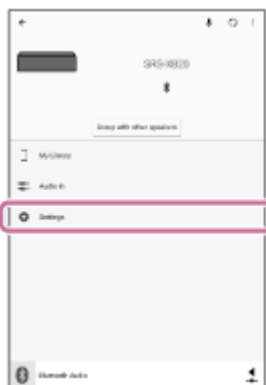 SRS-XB20
Group with other speakers
My Library
Audio in
Settings
Bluetooth Audio